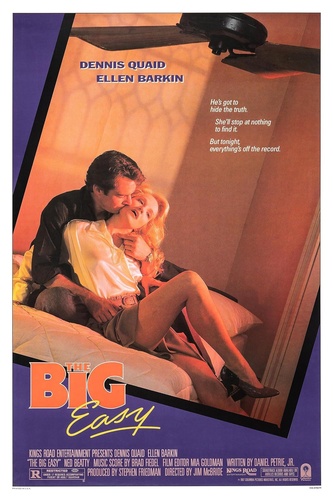 DENNIS QUAID
ELLEN BARKIN
He's got to
hide the truth.
She'll stop at nothing
to find it.
But tonight,
everything's off the record.
THE
BIG
Easy
KINGS ROAD ENTERTAINMENT PRESENTS DENNIS QUAID ELLEN BARKIN
"THE BIG EASY" NED BEATTY MUSIC SCORE BY BRAD FIEDEL FILM EDITOR MIA GOLDMAN WRITTEN BY DANIEL PETRIE, JR.
R RESTRICTED PRODUCED BY STEPHEN FRIEDMAN DIRECTED BY JIM McBRIDE KINGS ROAD